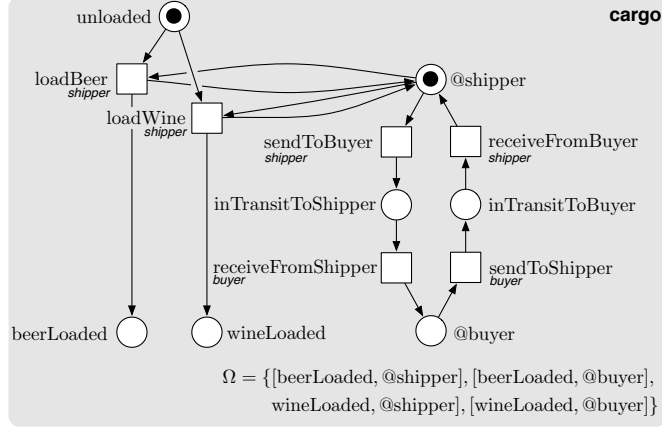 cargo
unloaded
loadBeer
shipper
@shipper
loadWine
shipper
sendToBuyer
shipper
receiveFromBuyer
shipper
inTransitToShipper
inTransitToBuyer
receiveFromShipper
buyer
sendToShipper
buyer
beerLoaded
wineLoaded
@buyer
Ω = {[beerLoaded, @shipper], [beerLoaded, @buyer],
wineLoaded, @shipper], [wineLoaded, @buyer]}